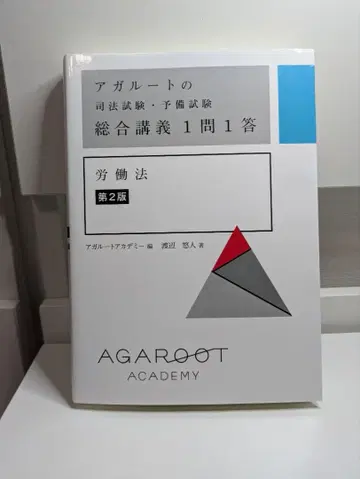 アガルートの
司法試験・予備試験
総合講義1問1答
労働法
第2版
アガルートアカデミー 編 渡辺 悠人 著
AGAROOT
ACADEMY